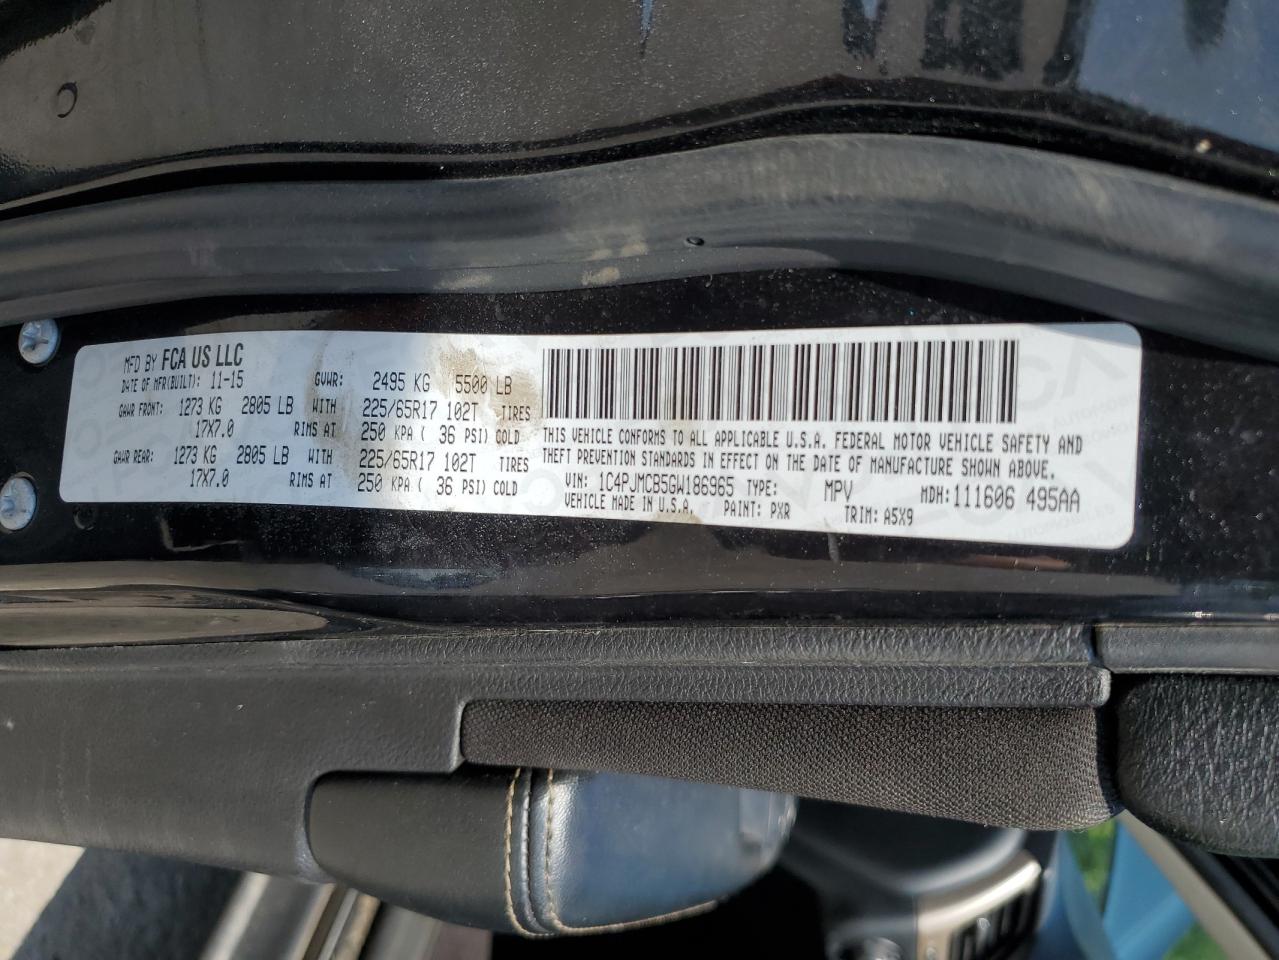 MFD BY FCA US LLC
DATE OF MFR(BUILT): 11-15 GVWR: 2495 KG 5500 LB
GAWR FRONT: 1273 KG 2805 LB WITH 225/65R17 102T TIRES
17X7.0 RIMS AT 250 KPA ( 36 PSI) COLD
GAWR REAR: 1273 KG 2805 LB WITH 225/65R17 102T TIRES
17X7.0 RIMS AT 250 KPA ( 36 PSI) COLD
THIS VEHICLE CONFORMS TO ALL APPLICABLE U.S.A. FEDERAL MOTOR VEHICLE SAFETY AND
THEFT PREVENTION STANDARDS IN EFFECT ON THE DATE OF MANUFACTURE SHOWN ABOVE.
VIN: 1C4PJMCB5GW186965 TYPE: MPV MDH: 111606 495AA
VEHICLE MADE IN U.S.A. PAINT: PXR TRIM: A5X9